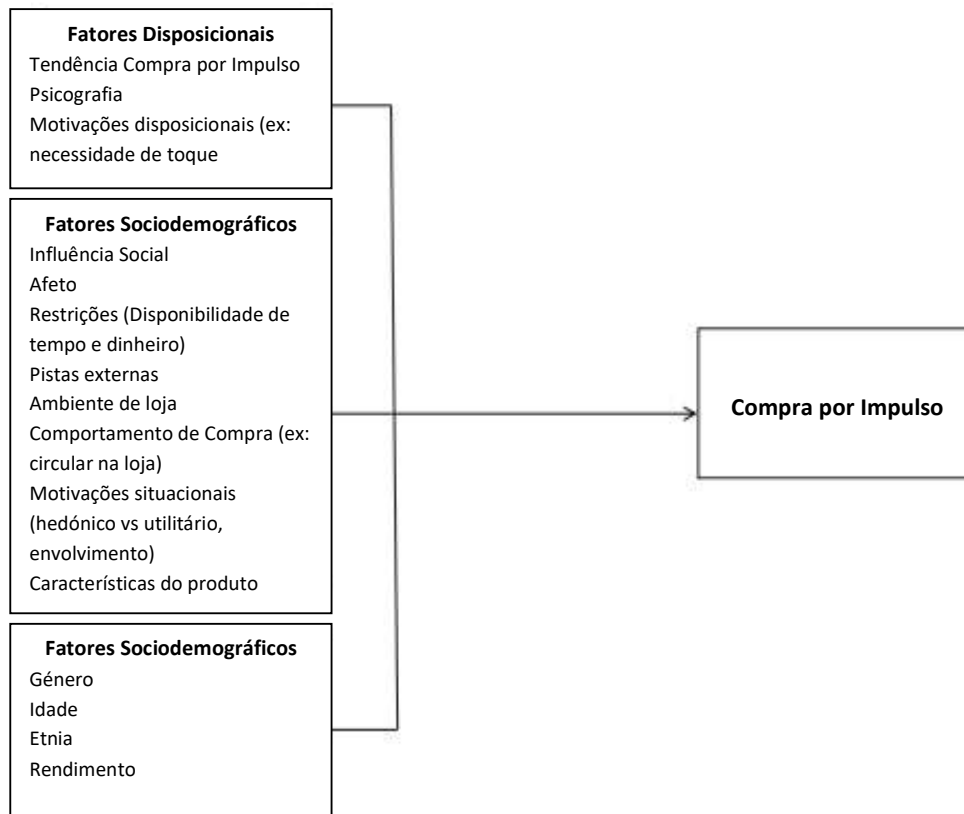 Fatores Disposicionais
Tendência Compra por Impulso
Psicografia
Motivações disposicionais (ex:
necessidade de toque
Fatores Sociodemográficos
Influência Social
Afeto
Restrições (Disponibilidade de
tempo e dinheiro)
Pistas externas
Ambiente de loja
Comportamento de Compra (ex:
circular na loja)
Motivações situacionais
(hedónico vs utilitário,
envolvimento)
Características do produto
Fatores Sociodemográficos
Género
Idade
Etnia
Rendimento
Compra por Impulso